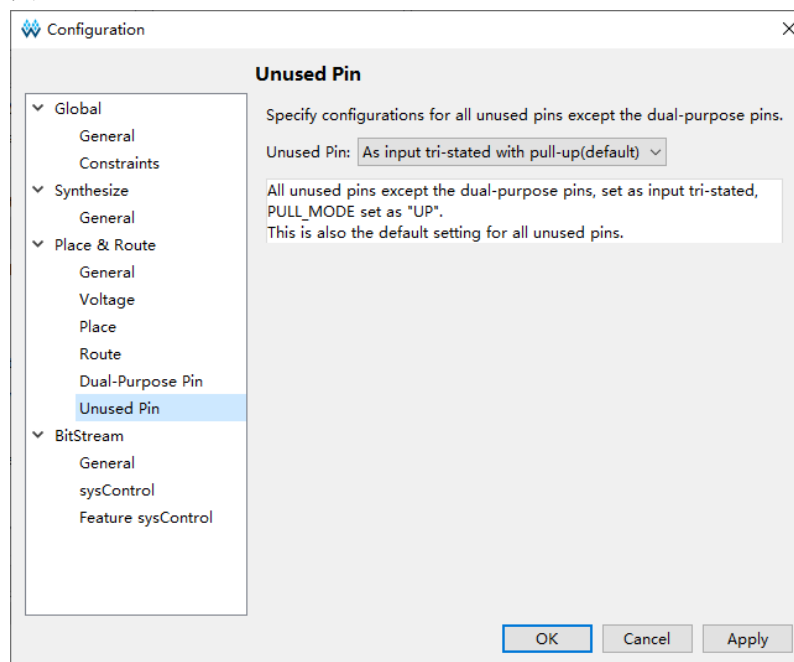 Configuration
Unused Pin
Global
General
Constraints
Synthesize
General
Place & Route
General
Voltage
Place
Route
Dual-Purpose Pin
Unused Pin
BitStream
General
sysControl
Feature sysControl
Specify configurations for all unused pins except the dual-purpose pins.
Unused Pin: As input tri-stated with pull-up(default)
All unused pins except the dual-purpose pins, set as input tri-stated,
PULL_MODE set as "UP".
This is also the default setting for all unused pins.
OK Cancel Apply